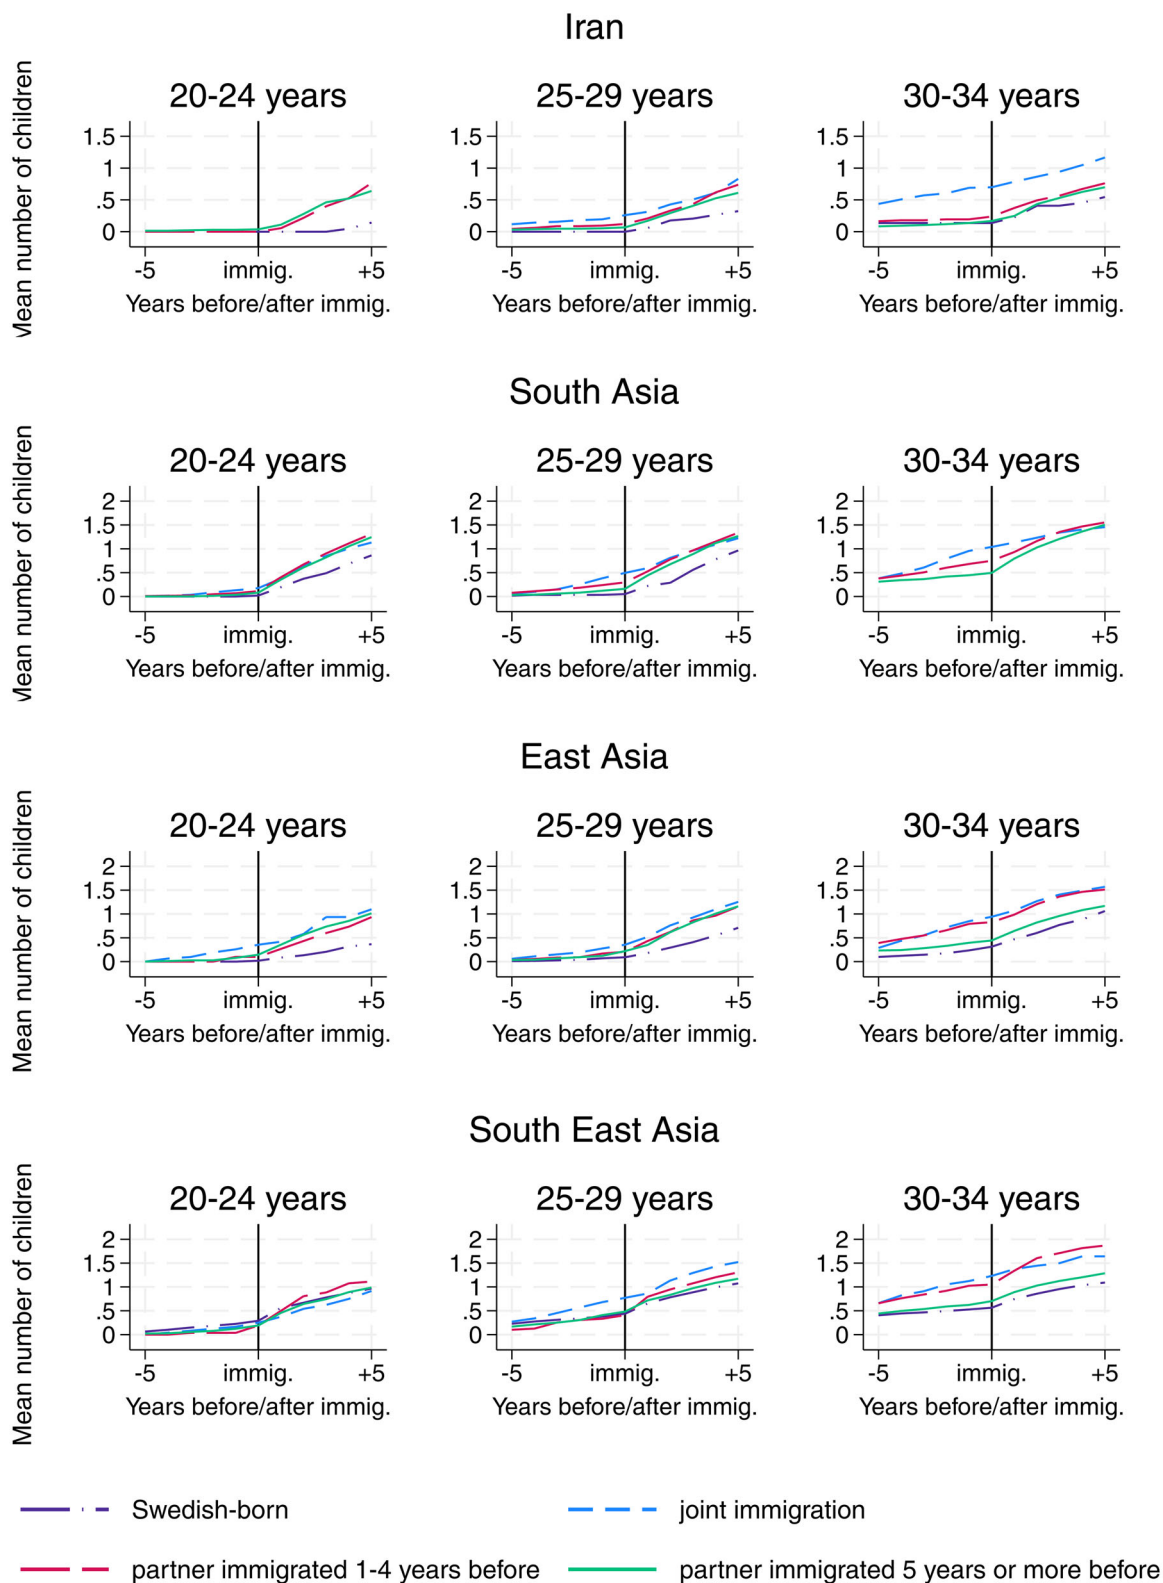 Iran
20-24 years 25-29 years 30-34 years
Mean number of children
1.5 1.5 1.5
1 1 1
.5 .5 .5
0 0 0
-5 immig. +5 -5 immig. +5 -5 immig. +5
Years before/after immig. Years before/after immig. Years before/after immig.
South Asia
20-24 years 25-29 years 30-34 years
Mean number of children
2 2 2
1.5 1.5 1.5
1 1 1
.5 .5 .5
0 0 0
-5 immig. +5 -5 immig. +5 -5 immig. +5
Years before/after immig. Years before/after immig. Years before/after immig.
East Asia
20-24 years 25-29 years 30-34 years
Mean number of children
2 2 2
1.5 1.5 1.5
1 1 1
.5 .5 .5
0 0 0
-5 immig. +5 -5 immig. +5 -5 immig. +5
Years before/after immig. Years before/after immig. Years before/after immig.
South East Asia
20-24 years 25-29 years 30-34 years
Mean number of children
2 2 2
1.5 1.5 1.5
1 1 1
.5 .5 .5
0 0 0
-5 immig. +5 -5 immig. +5 -5 immig. +5
Years before/after immig. Years before/after immig. Years before/after immig.
Swedish-born joint immigration
partner immigrated 1-4 years before partner immigrated 5 years or more before